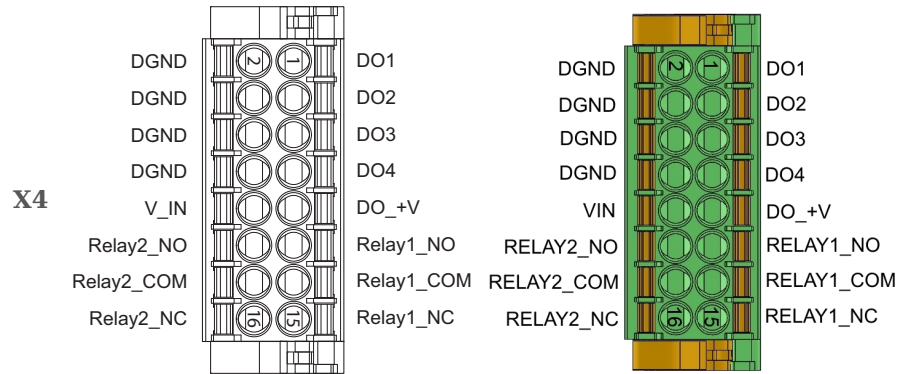 DGND 2 1 DO1 DGND 2 1 DO1
DGND DO2 DGND DO2
DGND DO3 DGND DO3
DGND DO4 DGND DO4
X4 V_IN DO_+V VIN DO_+V
Relay2_NO Relay1_NO RELAY2_NO RELAY1_NO
Relay2_COM Relay1_COM RELAY2_COM RELAY1_COM
Relay2_NC 16 15 Relay1_NC RELAY2_NC 16 15 RELAY1_NC